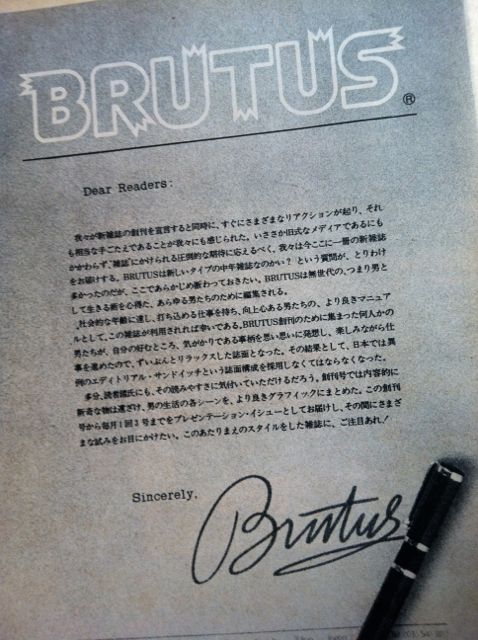 BRUTUS®
Dear Readers:
我々が新雑誌の創刊を宣言すると同時に、すぐにさまざまなリアクションが起り、それ
も相当な手ごたえであることが我々にも感じられた。いささか旧式なメディアであるにも
かかわらず、"雑誌"にかけられる圧倒的な期待に応えるべく、我々は今ここに一冊の新雑誌
をお届けする。BRUTUSは新しいタイプの中年雑誌なのかい？という質問が、とりわけ
多かったのだが、ここであらかじめ断わっておきたい。BRUTUSは無世代の、つまり男と
して生きる術を心得た、あらゆる男たちのために編集される。
社会的な年齢に達し、打ち込める仕事を持ち、向上心ある男たちの、より良きマニュア
ルとして、この雑誌が利用されれば幸いである。BRUTUS創刊のために集まった何人かの
男たちが、自分の好むところ、気がかりである事柄を思い思いに発想し、楽しみながら仕
事を進めたので、ずいぶんとリラックスした誌面となった。その結果として、日本では異
例のエディトリアル・サンドイッチという誌面構成を採用しなくてはならなくなった。
多分、読者諸氏にも、その読みやすさに気付いていただけるだろう。創刊号では内容的に
新奇な物は遠ざけ、男の生活の各シーンを、より良きグラフィックにまとめた。この創刊
号から毎月1回3号までをプレゼンテーション・イシューとしてお届けし、その間にさまざ
まな試みをお目にかけたい。このあたりまえのスタイルをした雑誌に、ご注目あれ！
Sincerely,
Brutus